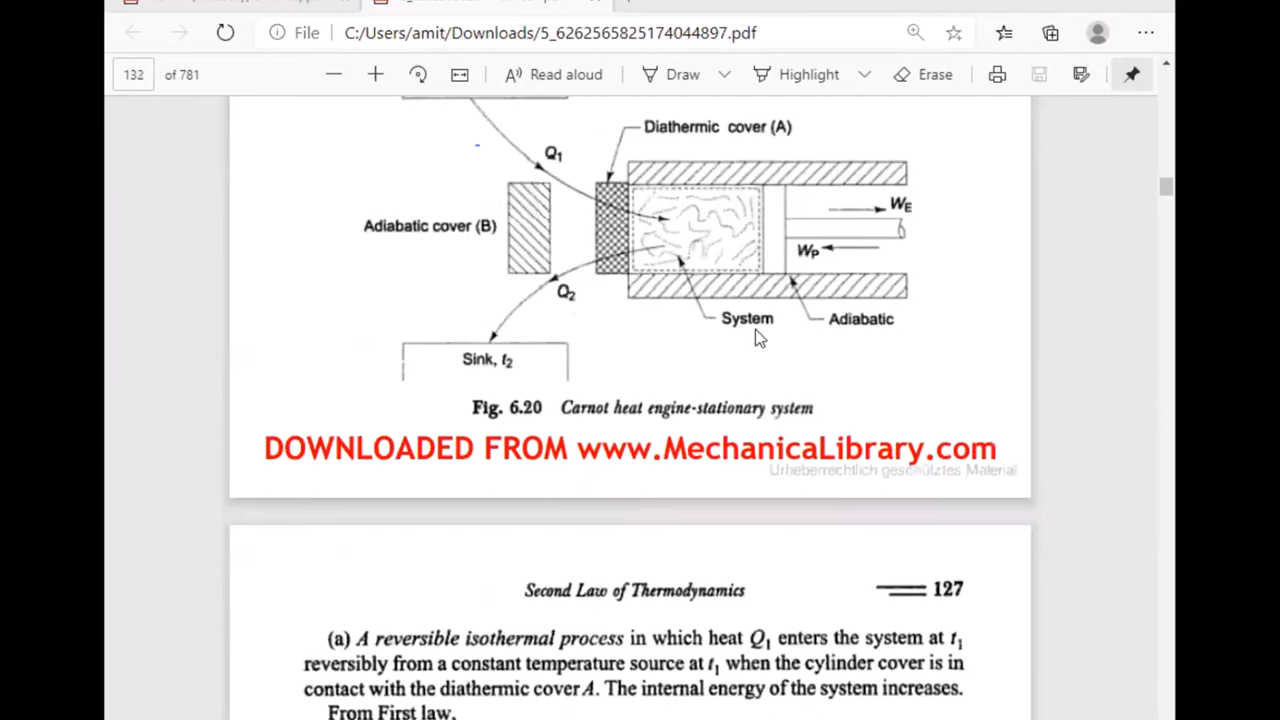 File C:/Users/amit/Downloads/5_6262565825174044897.pdf
132 of 781
Read aloud
Draw
Highlight
Erase
Diathermic cover (A)
Q1
Adiabatic cover (B)
WE
WP
Q2
System
Adiabatic
Sink, t2
Fig. 6.20 Carnot heat engine-stationary system
DOWNLOADED FROM www.MechanicaLibrary.com
Urheberrechtlich geschütztes Material
Second Law of Thermodynamics 127
(a) A reversible isothermal process in which heat Q1 enters the system at t1
reversibly from a constant temperature source at t1 when the cylinder cover is in
contact with the diathermic cover A. The internal energy of the system increases.
From First law,